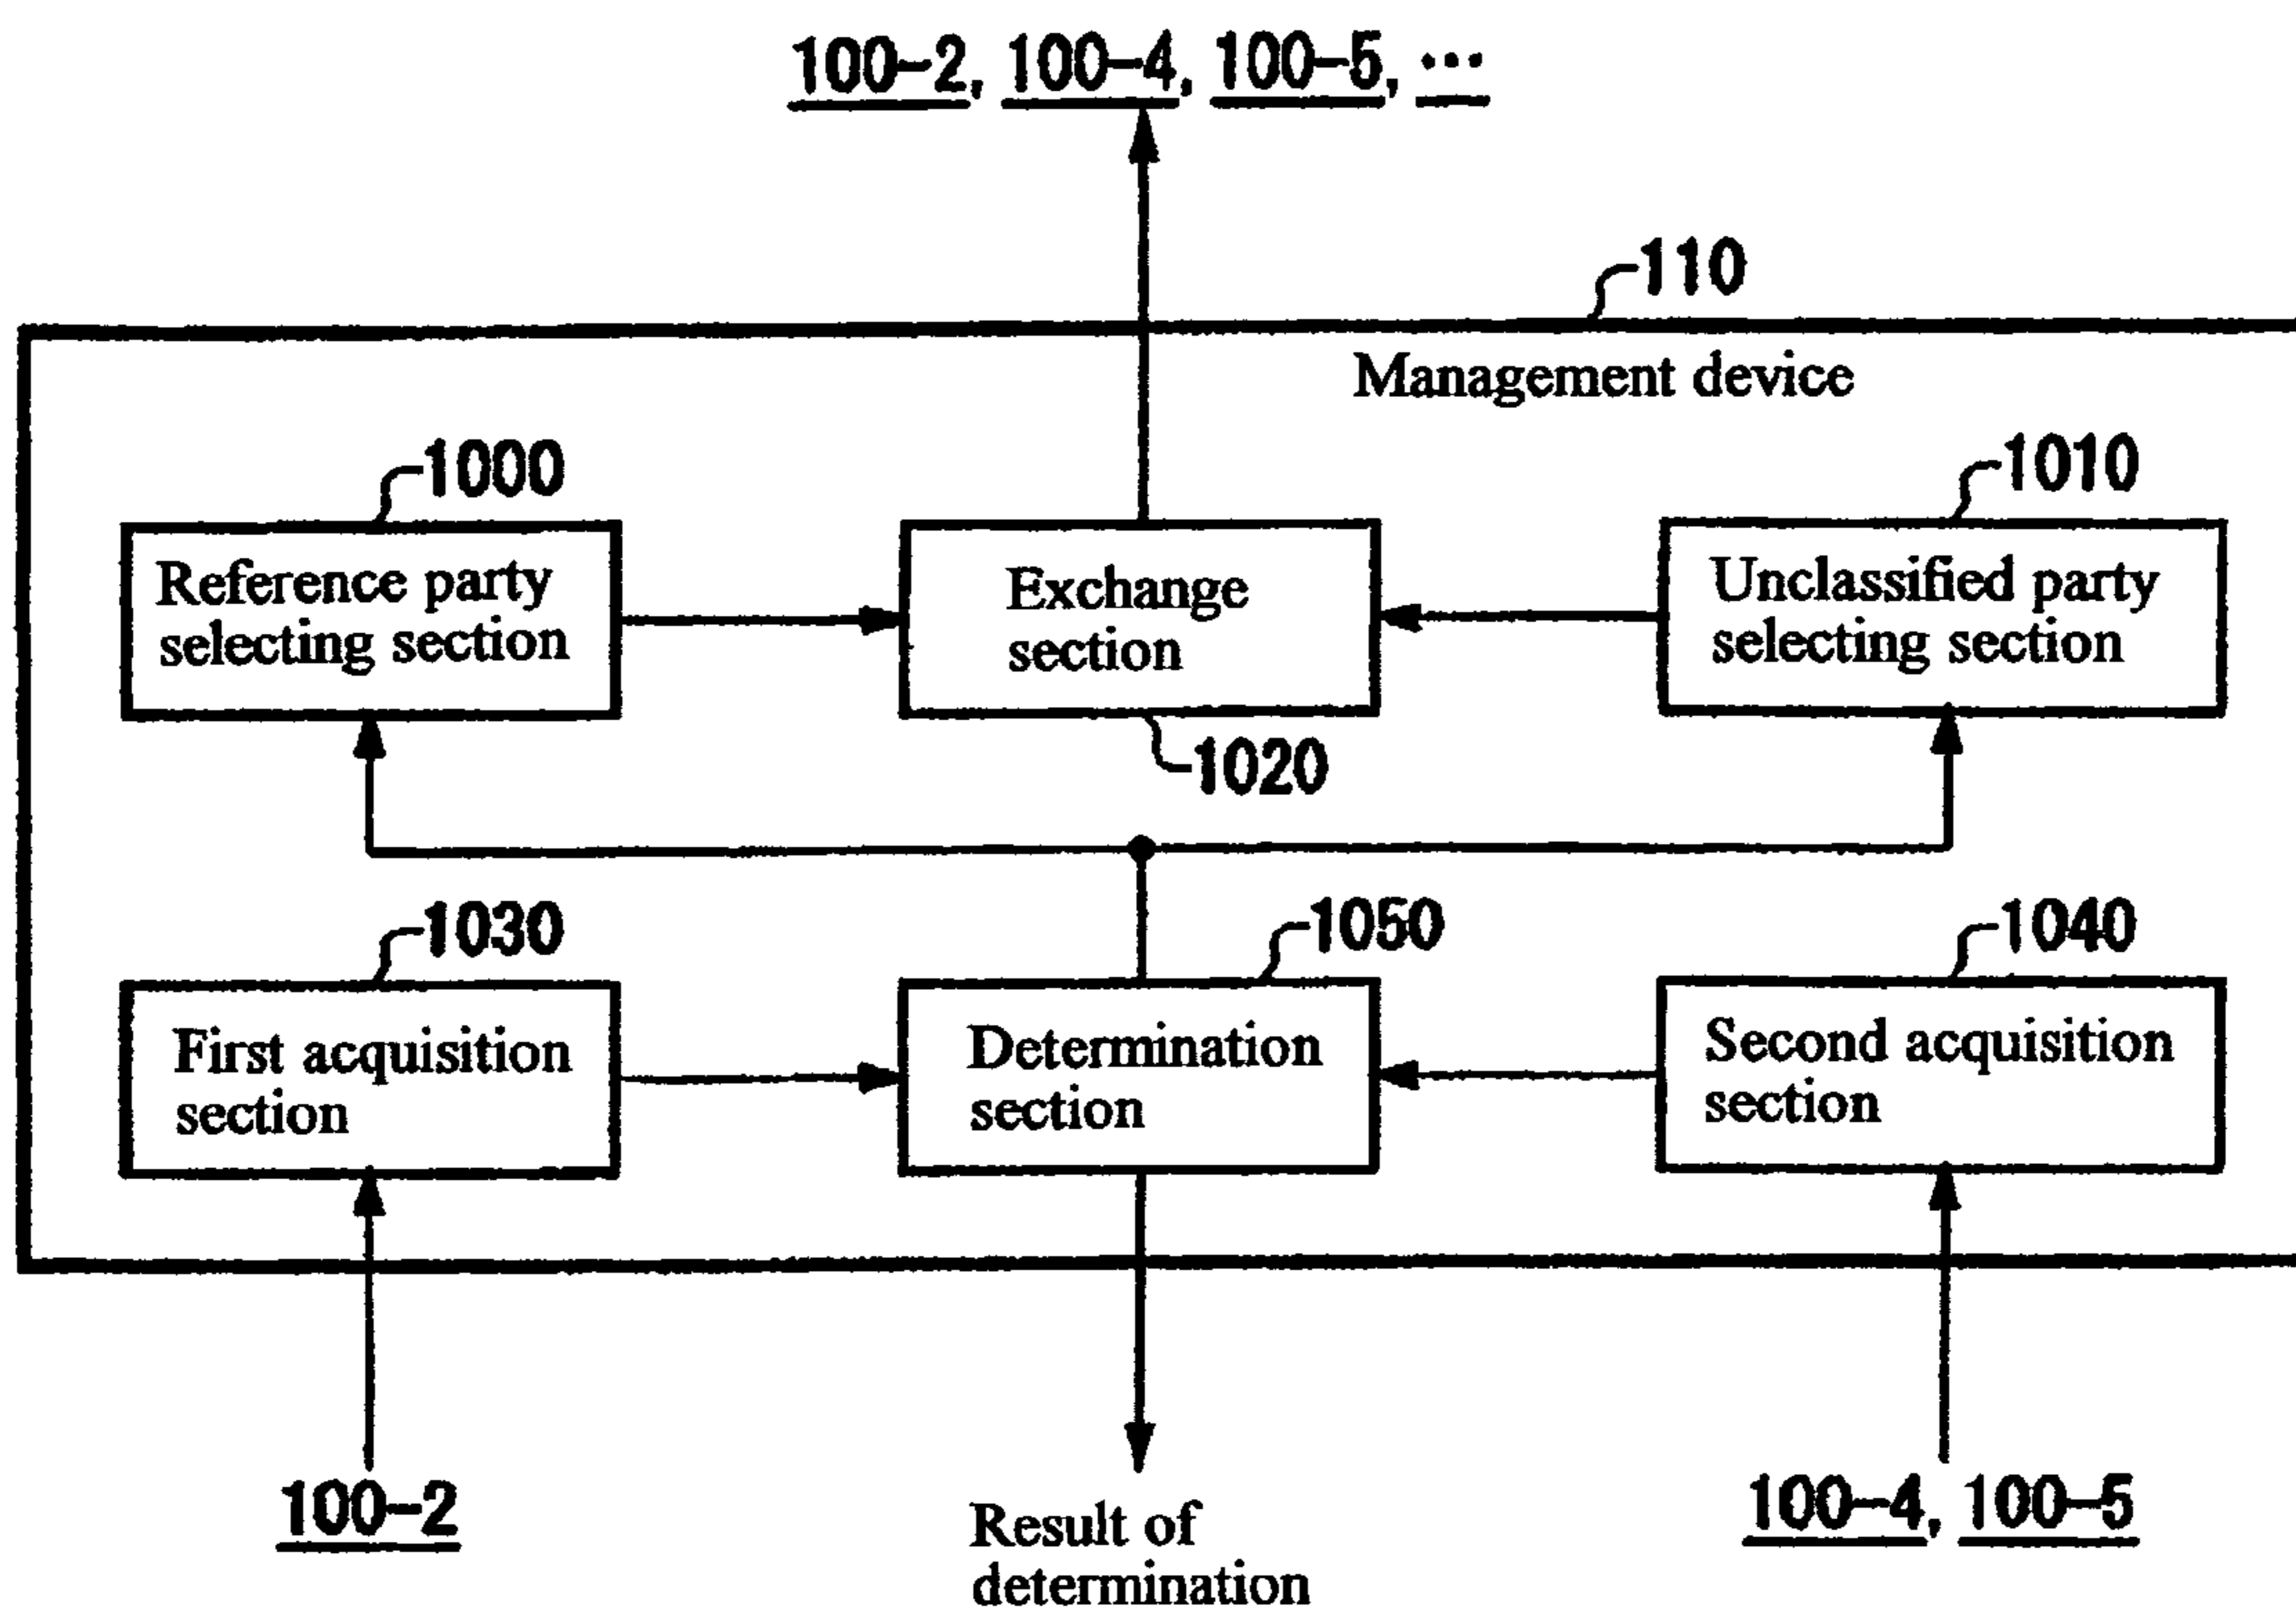 100-2, 100-4, 100-5, ...
110
Management device
1000
1010
Reference party
selecting section
Exchange
section
Unclassified party
selecting section
1020
1030
1050
1040
First acquisition
section
Determination
section
Second acquisition
section
100-2
Result of
determination
100-4, 100-5